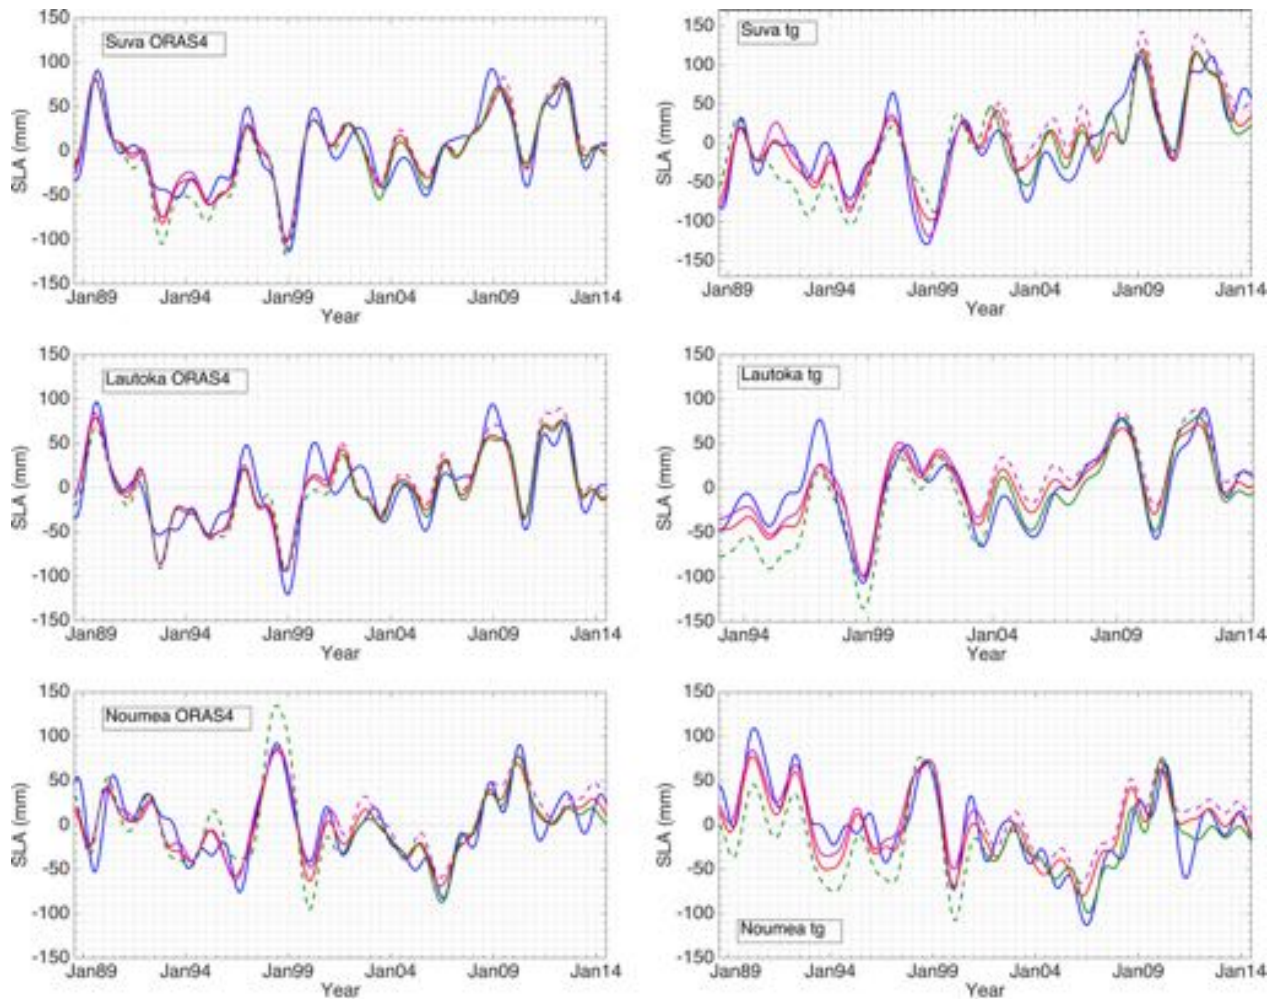 150
Suva ORAS4
100
50
0
-50
-100
-150
SLA (mm)
Jan89 Jan94 Jan99 Jan04 Jan09 Jan14
Year
Suva tg
100
50
0
-50
-100
-150
SLA (mm)
Jan89 Jan94 Jan99 Jan04 Jan09 Jan14
Year
150
Lautoka ORAS4
100
50
0
-50
-100
-150
SLA (mm)
Jan89 Jan94 Jan99 Jan04 Jan09 Jan14
Year
150
Lautoka tg
100
50
0
-50
-100
-150
SLA (mm)
Jan94 Jan99 Jan04 Jan09 Jan14
Year
150
Noumea ORAS4
100
50
0
-50
-100
-150
SLA (mm)
Jan89 Jan94 Jan99 Jan04 Jan09 Jan14
Year
150
100
50
0
-50
-100
Noumea tg
-150
SLA (mm)
Jan89 Jan94 Jan99 Jan04 Jan09 Jan14
Year